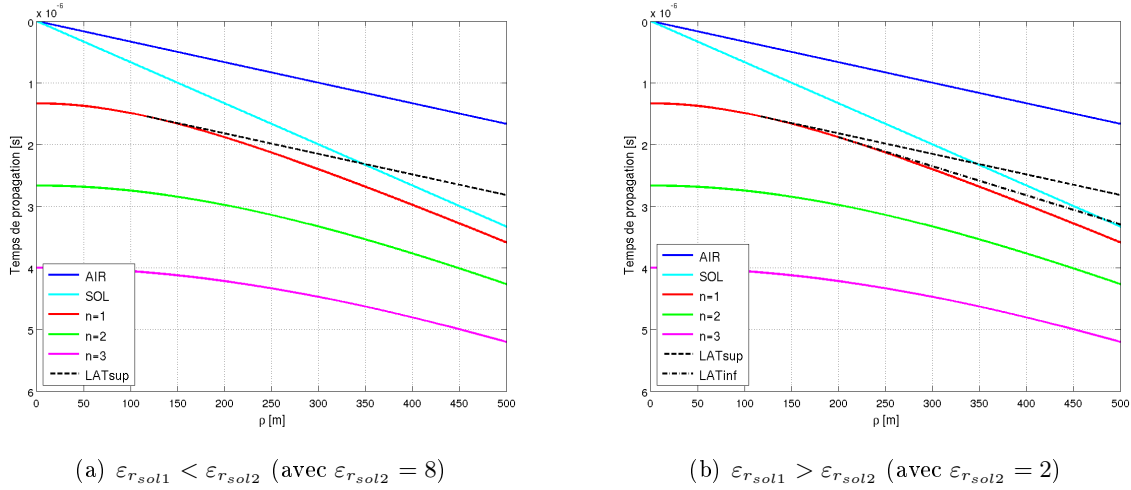 x 10⁻⁶
0
1
2
3
4
5
6
Temps de propagation [s]
0 50 100 150 200 250 300 350 400 450 500
ρ [m]
AIR
SOL
n=1
n=2
n=3
LATsup
(a) ε_{r_{sol1}} < ε_{r_{sol2}} (avec ε_{r_{sol2}} = 8)
x 10⁻⁶
0
1
2
3
4
5
6
Temps de propagation [s]
0 50 100 150 200 250 300 350 400 450 500
ρ [m]
AIR
SOL
n=1
n=2
n=3
LATsup
LATinf
(b) ε_{r_{sol1}} > ε_{r_{sol2}} (avec ε_{r_{sol2}} = 2)